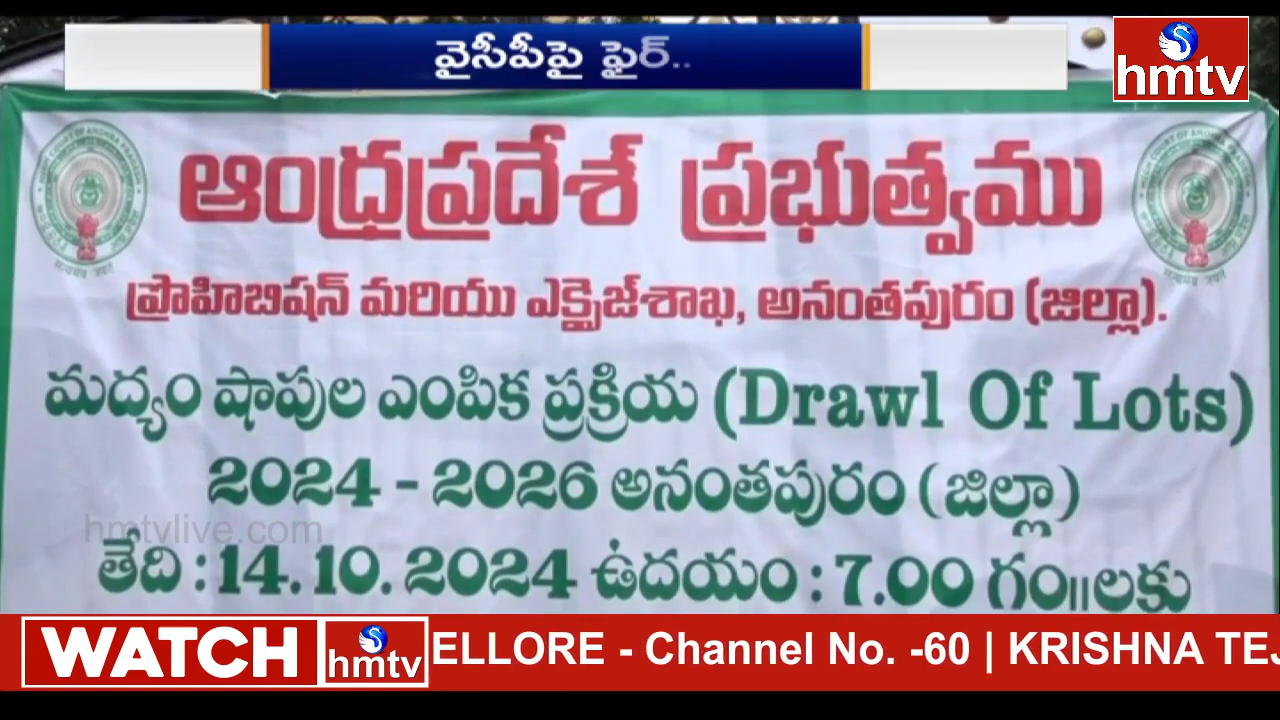 వైసీపీపై ఫైర్..
hmtv
ఆంధ్రప్రదేశ్ ప్రభుత్వము
ప్రొహిబిషన్ మరియు ఎక్సైజ్‌శాఖ, అనంతపురం (జిల్లా).
మద్యం షాపుల ఎంపిక ప్రక్రియ (Drawl Of Lots)
2024 - 2026 అనంతపురం (జిల్లా)
hmtvlive.com
తేది : 14. 10. 2024 ఉదయం : 7.00 గం||లకు
WATCH hmtv ELLORE - Channel No. -60 | KRISHNA TEJ